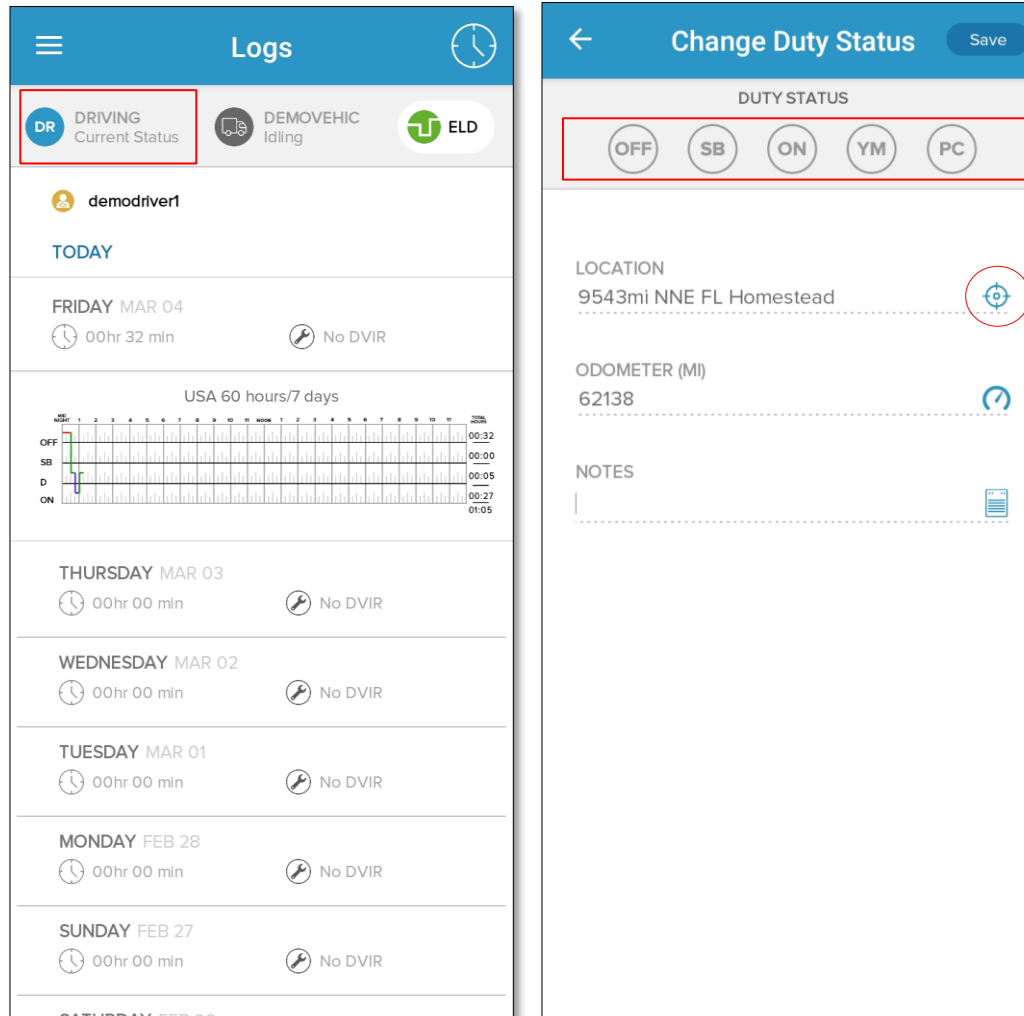 Logs
DR
DRIVING
Current Status
DEMOVEHIC
Idling
ELD
demodriver1
TODAY
FRIDAY MAR 04
00hr 32 min
No DVIR
USA 60 hours/7 days
MID
NIGHT 1 2 3 4 5 6 7 8 9 10 11 NOON 1 2 3 4 5 6 7 8 9 10 11 TOTAL
HOURS
OFF 00:32
SB 00:00
D 00:05
ON 00:27
01:05
THURSDAY MAR 03
00hr 00 min
No DVIR
WEDNESDAY MAR 02
00hr 00 min
No DVIR
TUESDAY MAR 01
00hr 00 min
No DVIR
MONDAY FEB 28
00hr 00 min
No DVIR
SUNDAY FEB 27
00hr 00 min
No DVIR
Change Duty Status
Save
DUTY STATUS
OFF SB ON YM PC
LOCATION
9543mi NNE FL Homestead
ODOMETER (MI)
62138
NOTES